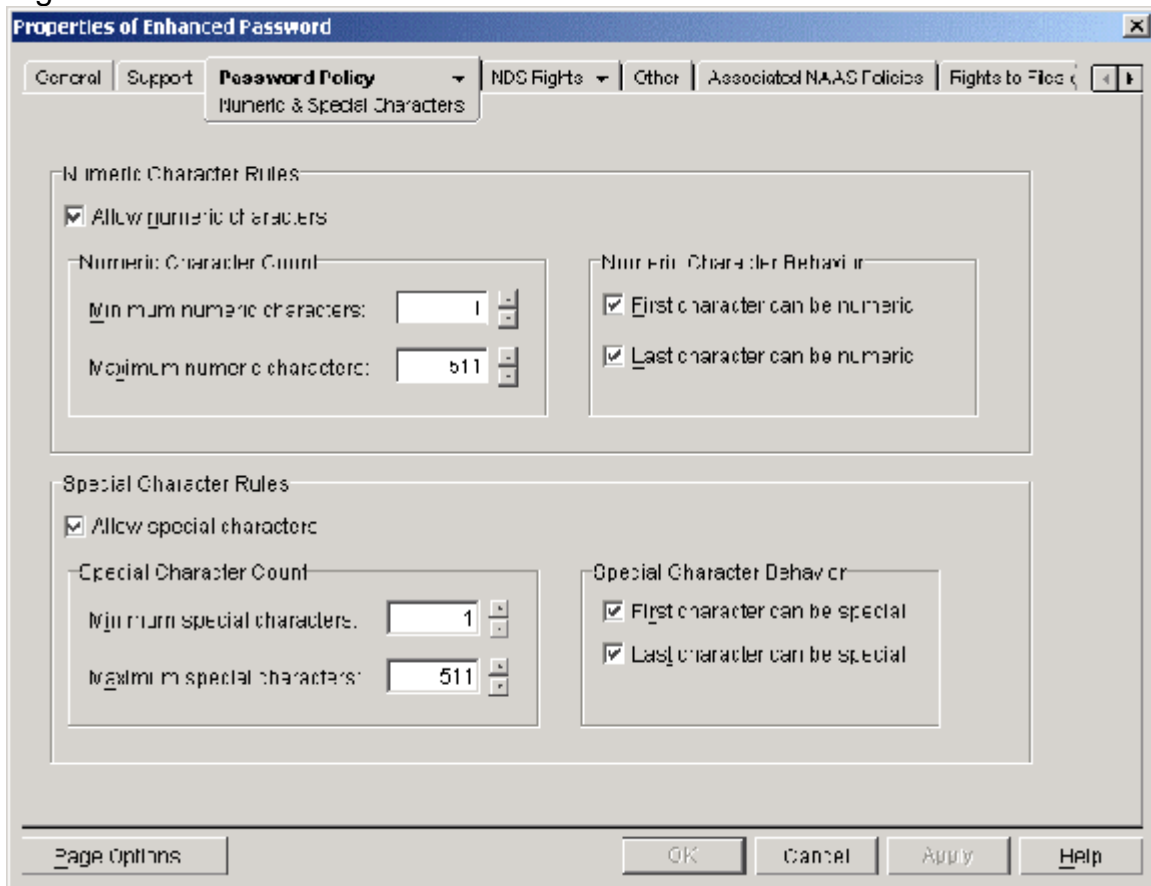 Properties of Enhanced Password
General Support Password Policy NDS Rights Other Associated NAAS Policies Rights to Files
Numeric & Special Characters
Numeric Character Rules
Allow numeric characters
Numeric Character Count
Numeric Character Behavior
Minimum numeric characters: 1
First character can be numeric
Maximum numeric characters: 511
Last character can be numeric
Special Character Rules
Allow special characters
Special Character Count
Special Character Behavior
Minimum special characters: 1
First character can be special
Last character can be special
Maximum special characters: 511
Page Options OK Cancel Apply Help